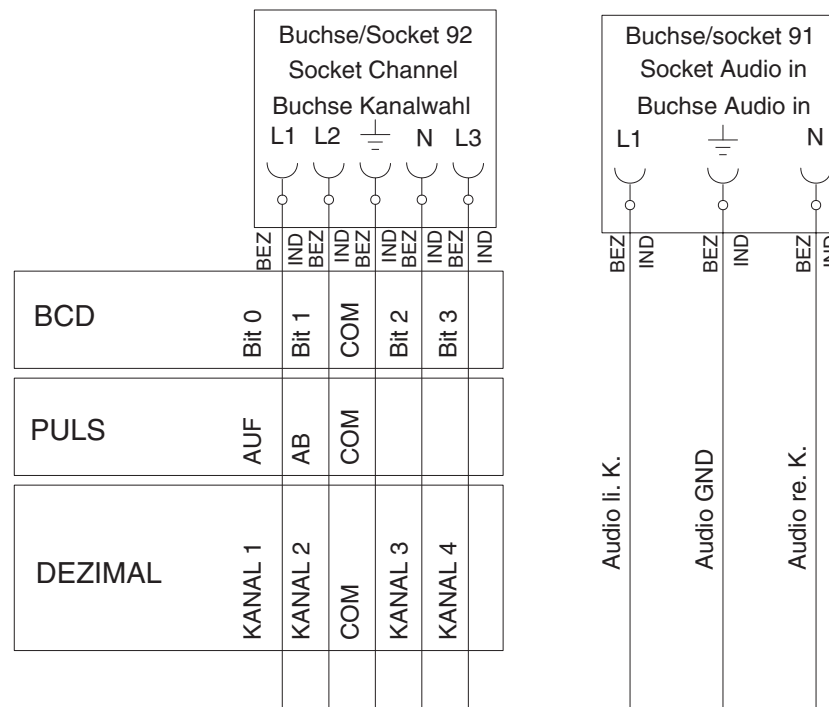 Buchse/Socket 92
Socket Channel
Buchse Kanalwahl
L1 L2 N L3
BEZ IND BEZ IND BEZ IND BEZ IND BEZ IND
BCD Bit 0 Bit 1 COM Bit 2 Bit 3
PULS AUF AB COM
DEZIMAL KANAL 1 KANAL 2 COM KANAL 3 KANAL 4
Buchse/socket 91
Socket Audio in
Buchse Audio in
L1 N
BEZ IND BEZ IND BEZ IND
Audio li. K. Audio GND Audio re. K.